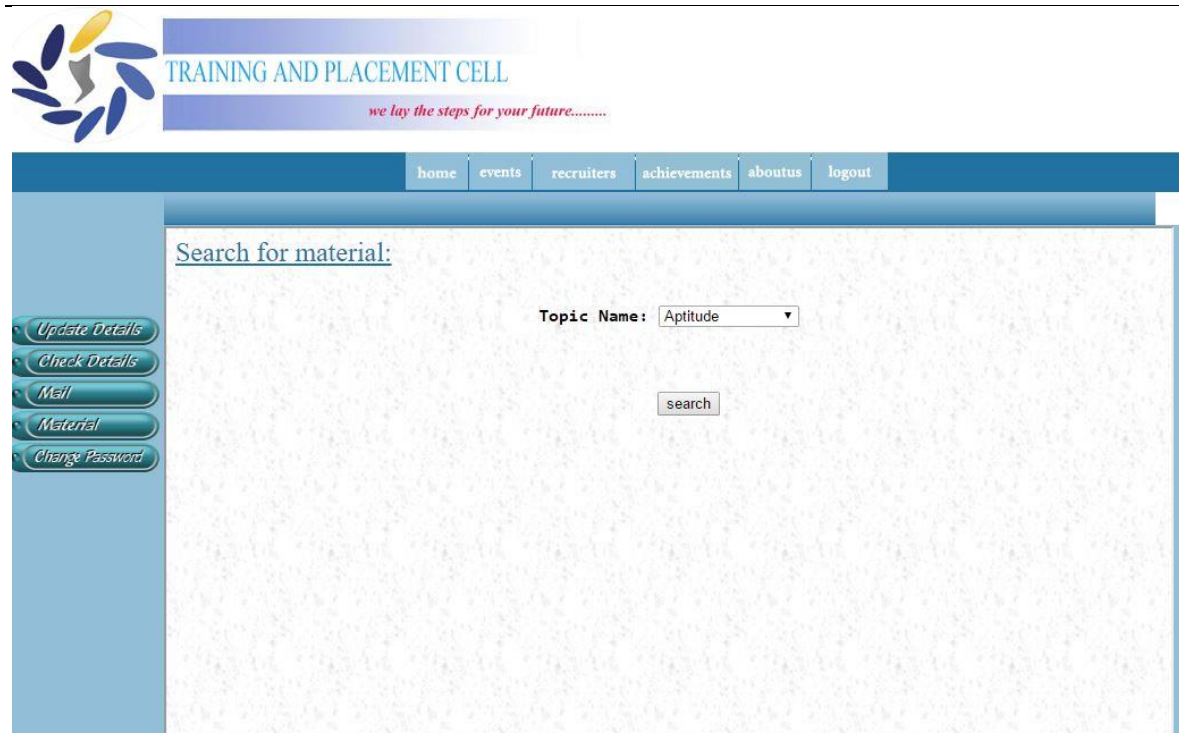 TRAINING AND PLACEMENT CELL
we lay the steps for your future.........
home events recruiters achievements aboutus logout
Search for material:
Topic Name: Aptitude
search
Update Details
Check Details
Mail
Material
Change Password